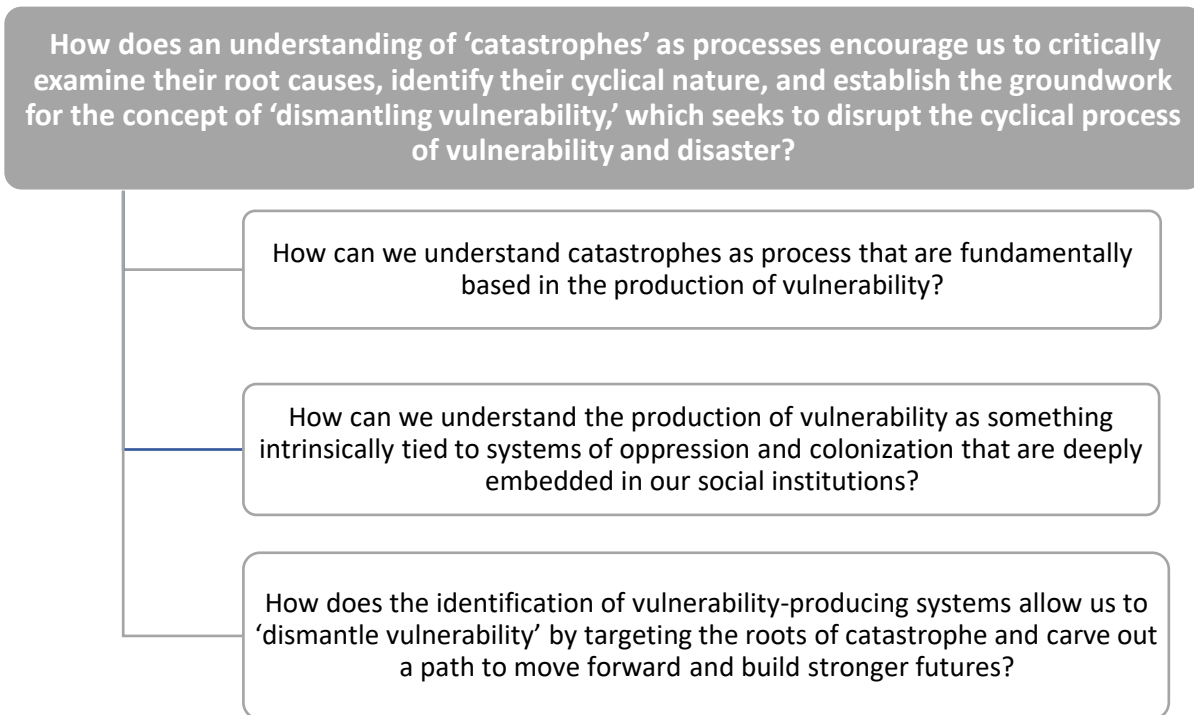 How does an understanding of ‘catastrophes’ as processes encourage us to critically
examine their root causes, identify their cyclical nature, and establish the groundwork
for the concept of ‘dismantling vulnerability,’ which seeks to disrupt the cyclical process
of vulnerability and disaster?
How can we understand catastrophes as process that are fundamentally
based in the production of vulnerability?
How can we understand the production of vulnerability as something
intrinsically tied to systems of oppression and colonization that are deeply
embedded in our social institutions?
How does the identification of vulnerability-producing systems allow us to
‘dismantle vulnerability’ by targeting the roots of catastrophe and carve out
a path to move forward and build stronger futures?